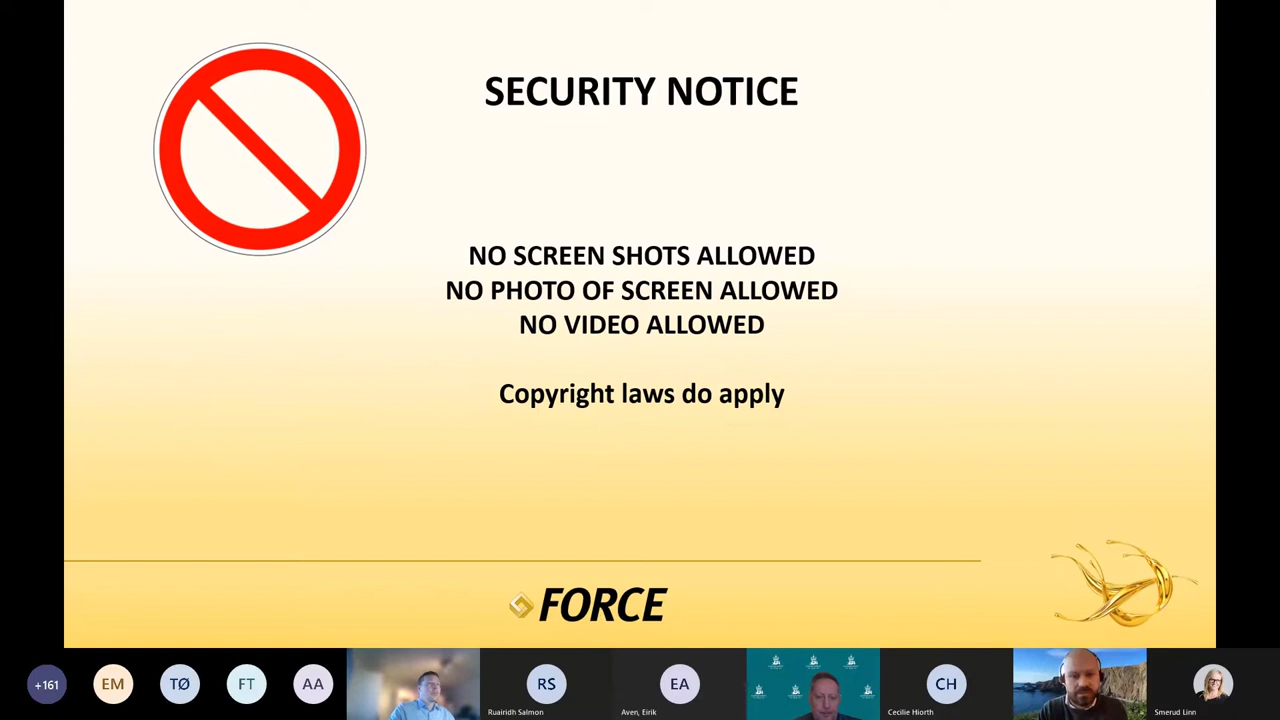 SECURITY NOTICE
NO SCREEN SHOTS ALLOWED
NO PHOTO OF SCREEN ALLOWED
NO VIDEO ALLOWED
Copyright laws do apply
FORCE
+161
EM
TØ
FT
AA
RS
Ruairidh Salmon
EA
Aven, Eirik
CH
Cecilie Hiorth
Smerud Linn